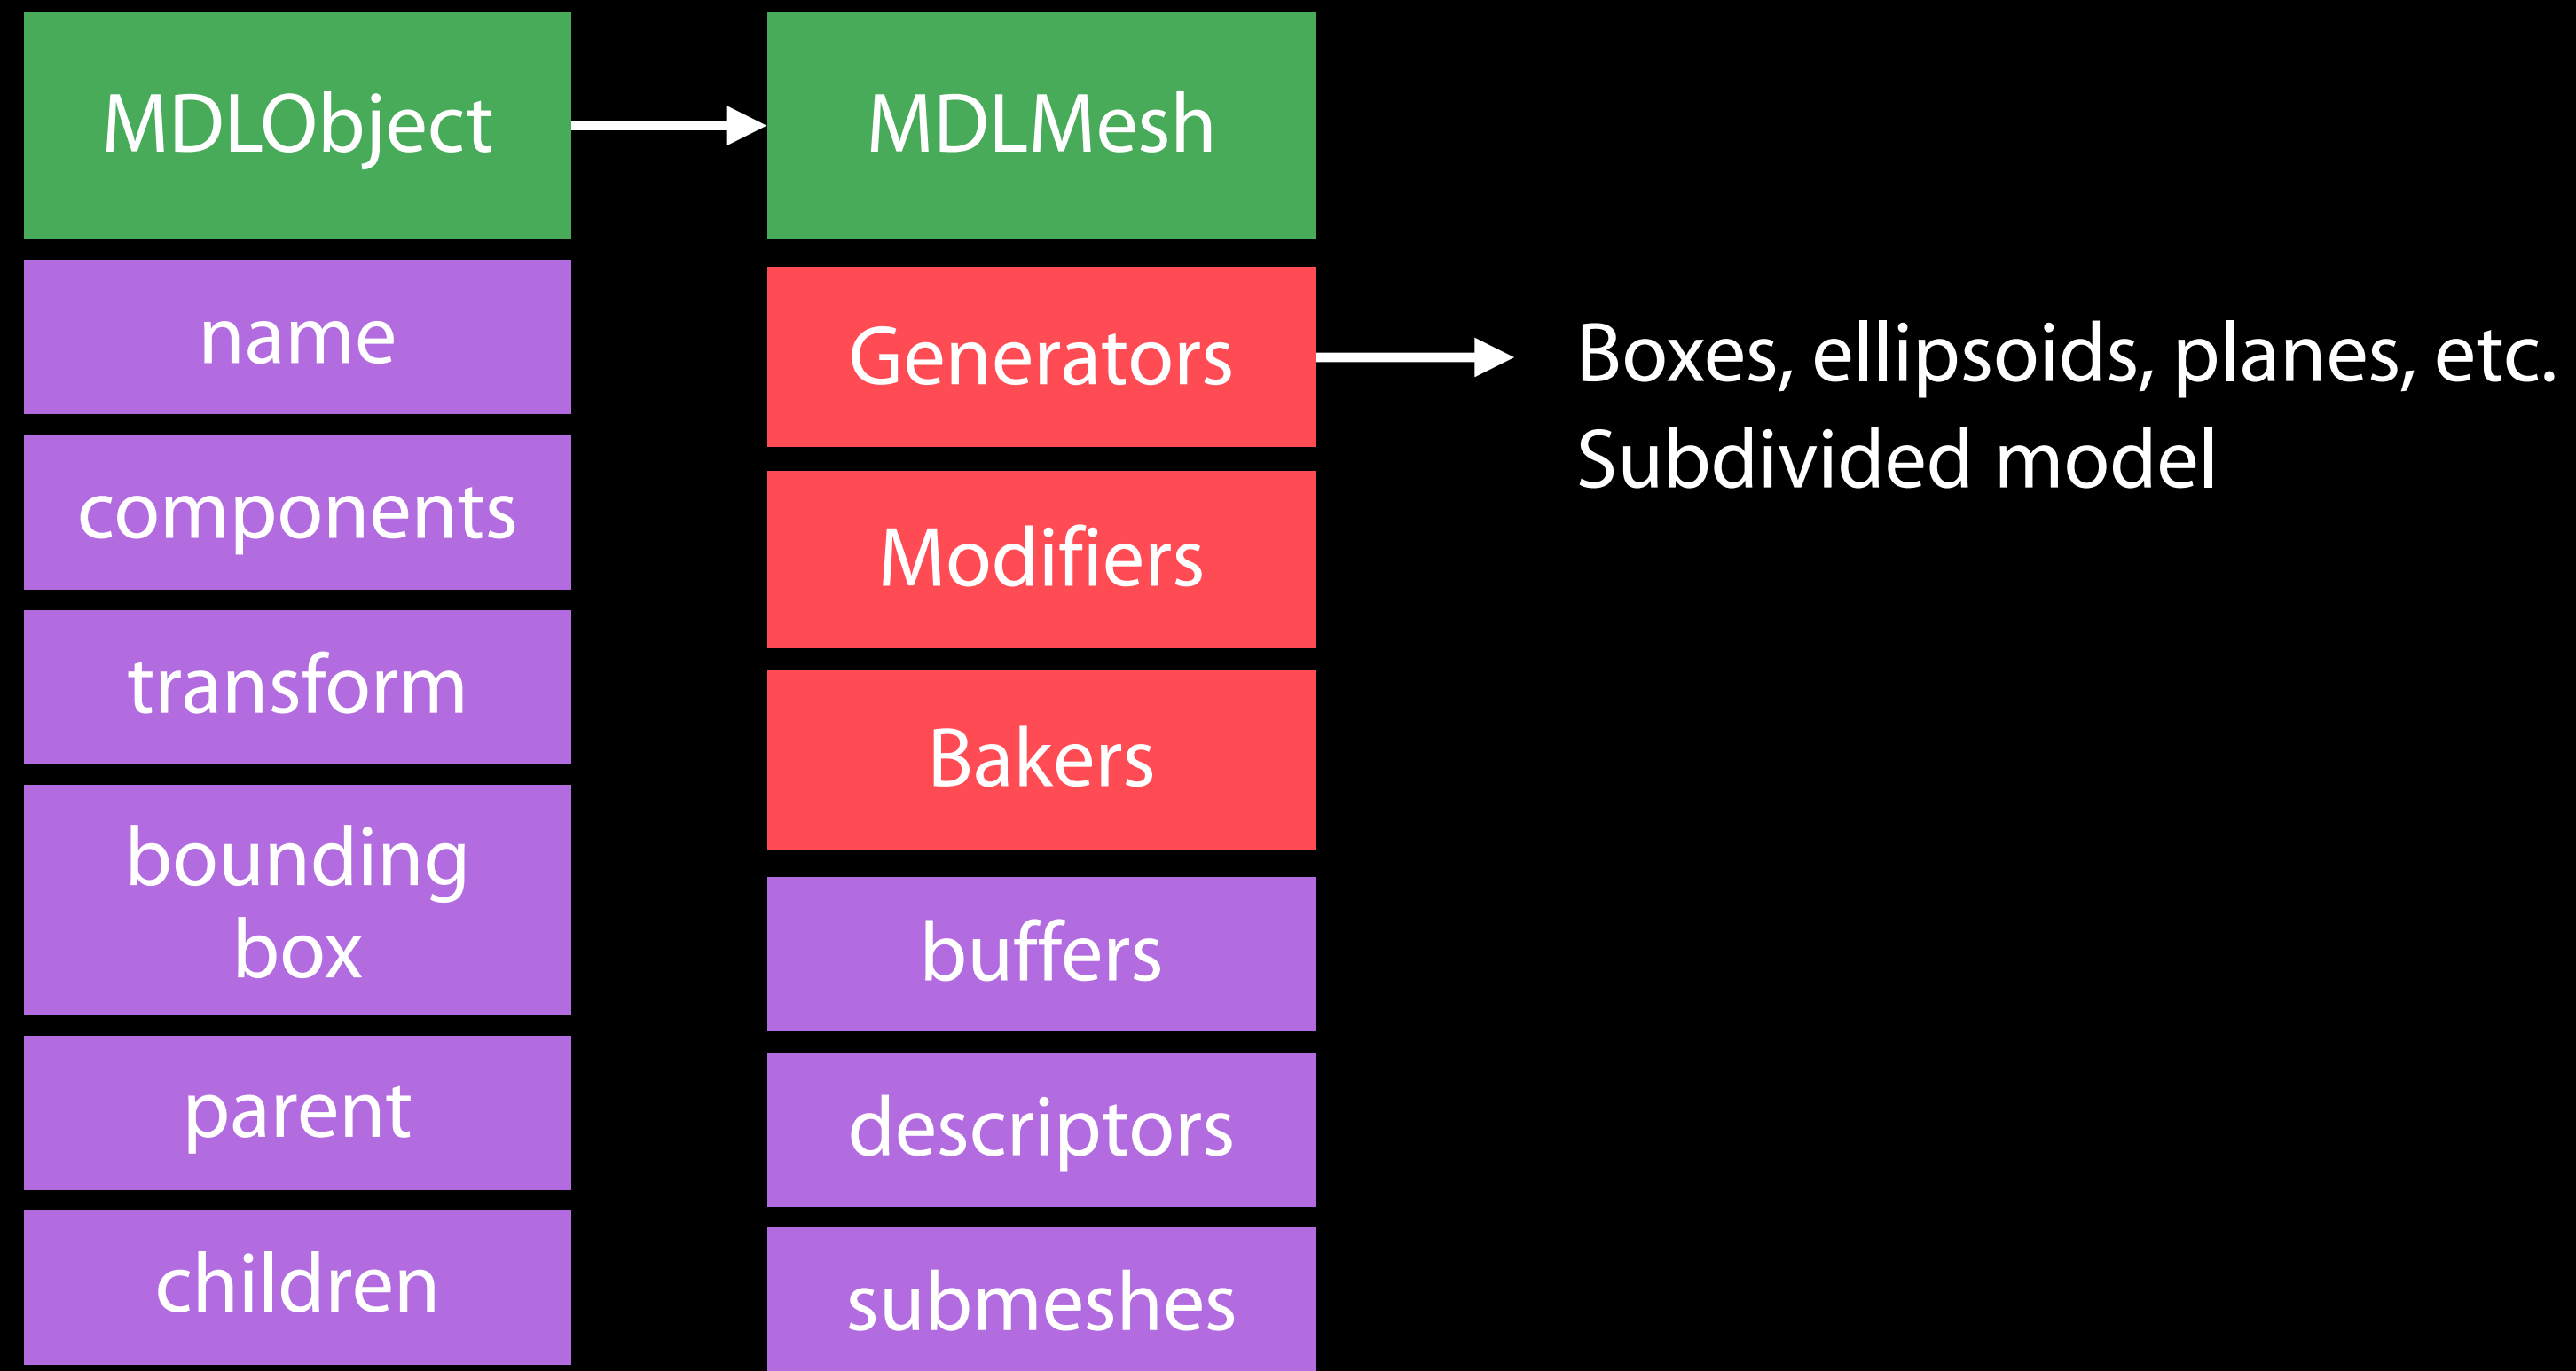 MDLObject
name
components
transform
bounding
box
parent
children
MDLMesh
Generators
Modifiers
Bakers
buffers
descriptors
submeshes
Boxes, ellipsoids, planes, etc.
Subdivided model